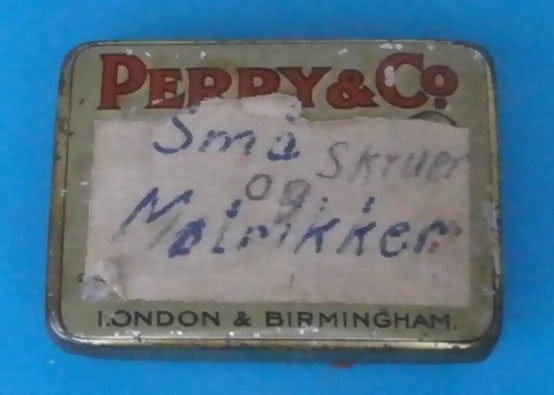 PERRY & Co
Små Skruer
og
Møtrikker
LONDON & BIRMINGHAM.